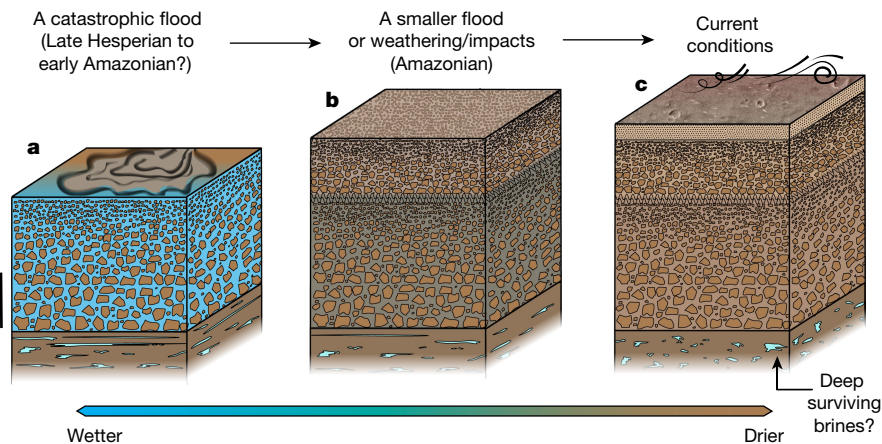 A catastrophic flood
(Late Hesperian to
early Amazonian?)
A smaller flood
or weathering/impacts
(Amazonian)
Current
conditions
a
b
c
Deep
surviving
brines?
Wetter
Drier